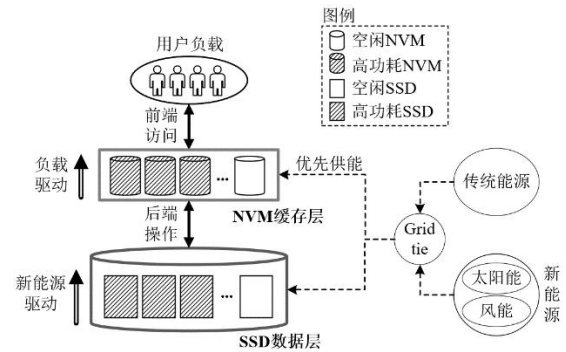 图例
空闲NVM
高功耗NVM
空闲SSD
高功耗SSD
用户负载
前端
访问
负载
驱动
优先供能
NVM缓存层
后端
操作
新能源
驱动
SSD数据层
传统能源
Grid
tie
太阳能
风能
新能源